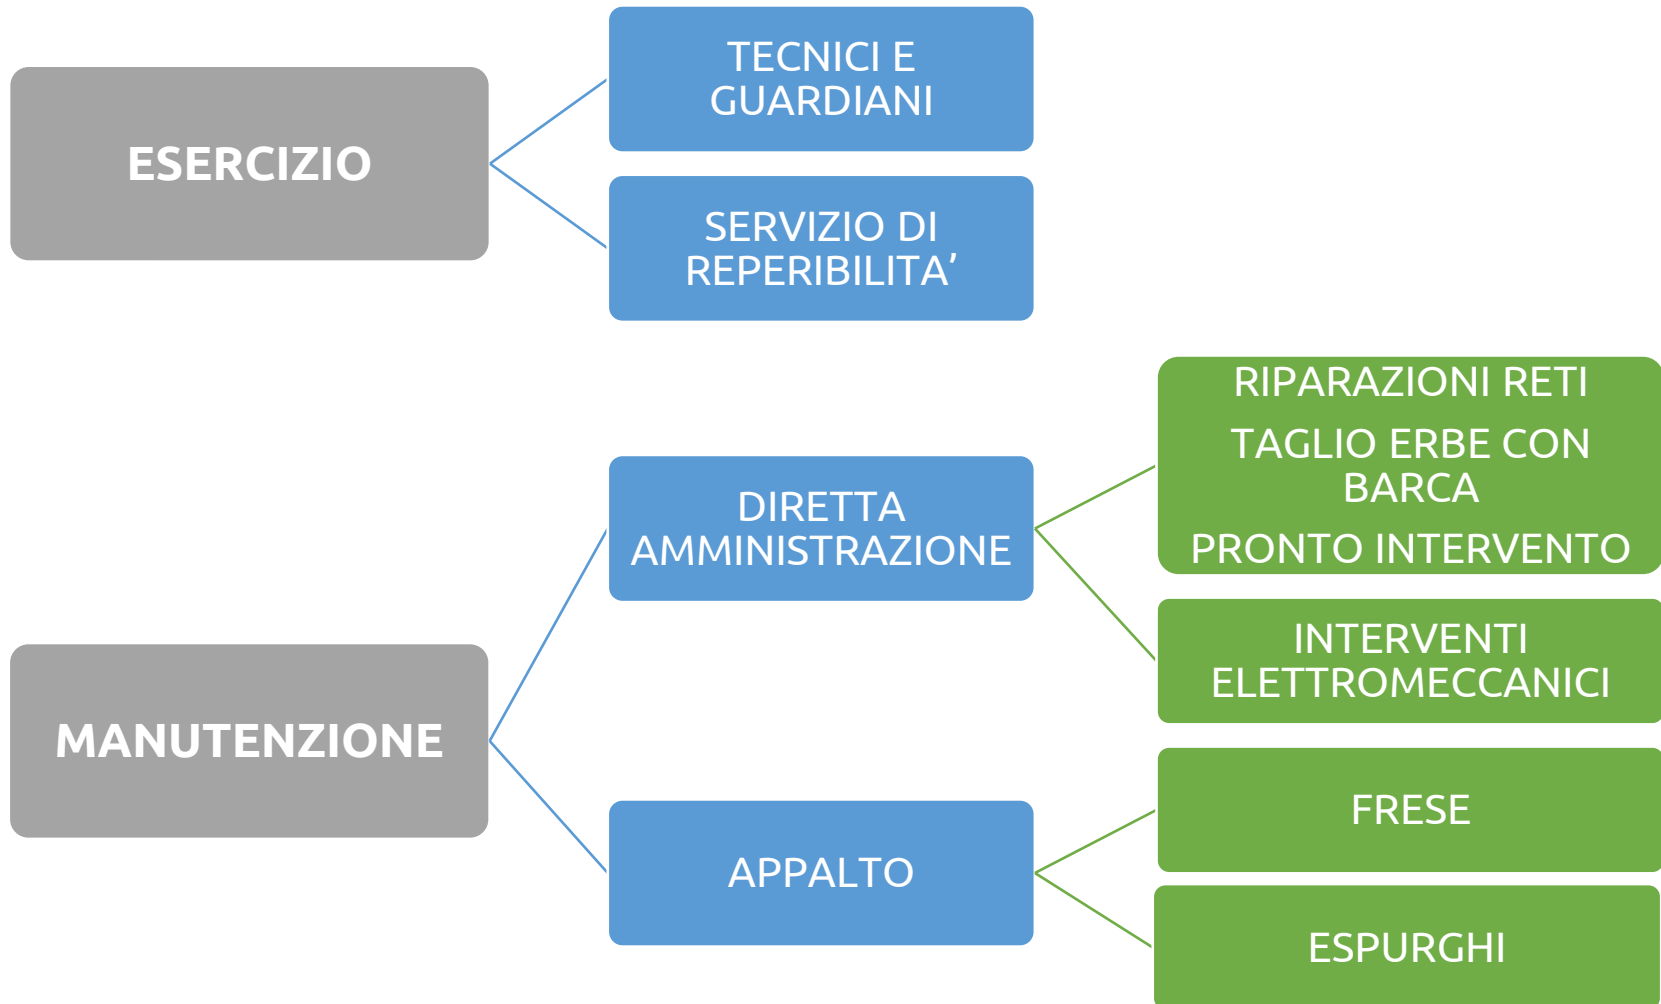 ESERCIZIO
TECNICI E
GUARDIANI
SERVIZIO DI
REPERIBILITA’
MANUTENZIONE
DIRETTA
AMMINISTRAZIONE
RIPARAZIONI RETI
TAGLIO ERBE CON
BARCA
PRONTO INTERVENTO
INTERVENTI
ELETTROMECCANICI
APPALTO
FRESE
ESPURGHI